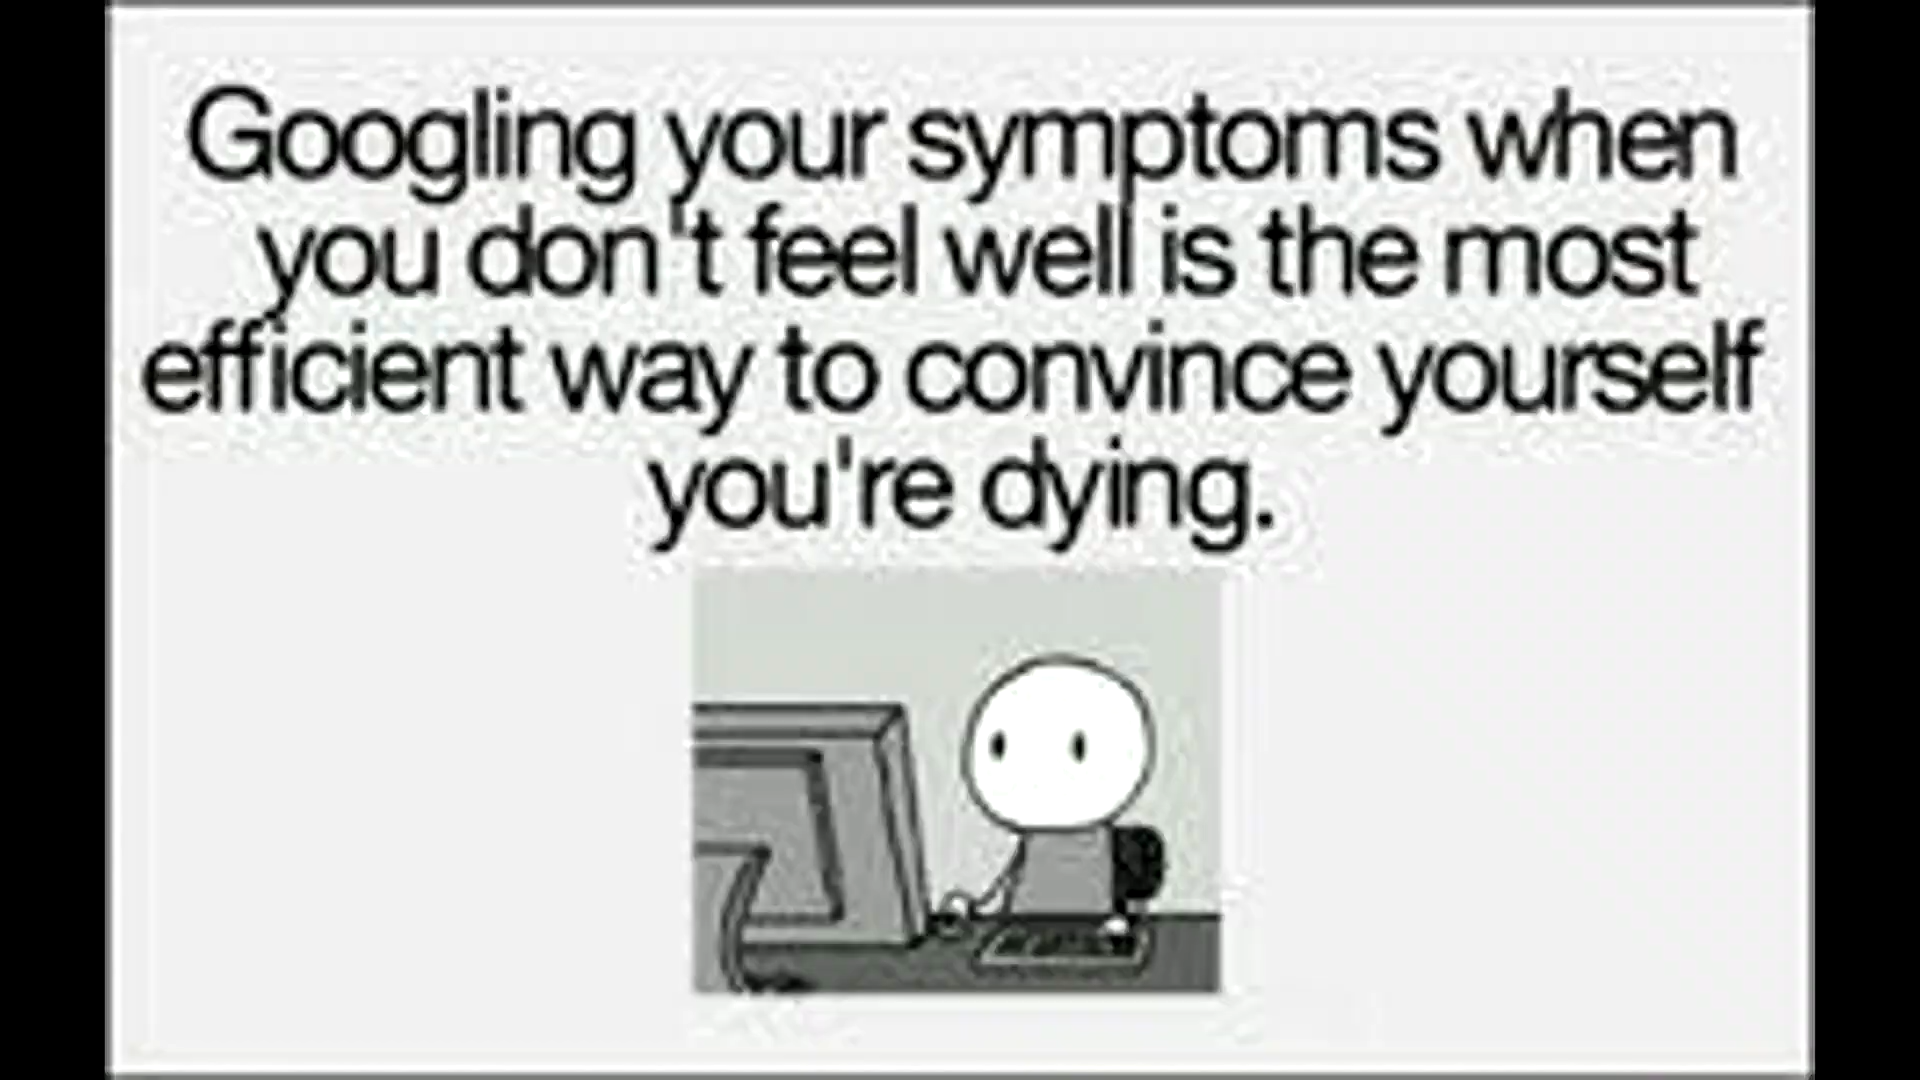 Googling your symptoms when
you don't feel well is the most
efficient way to convince yourself
you're dying.